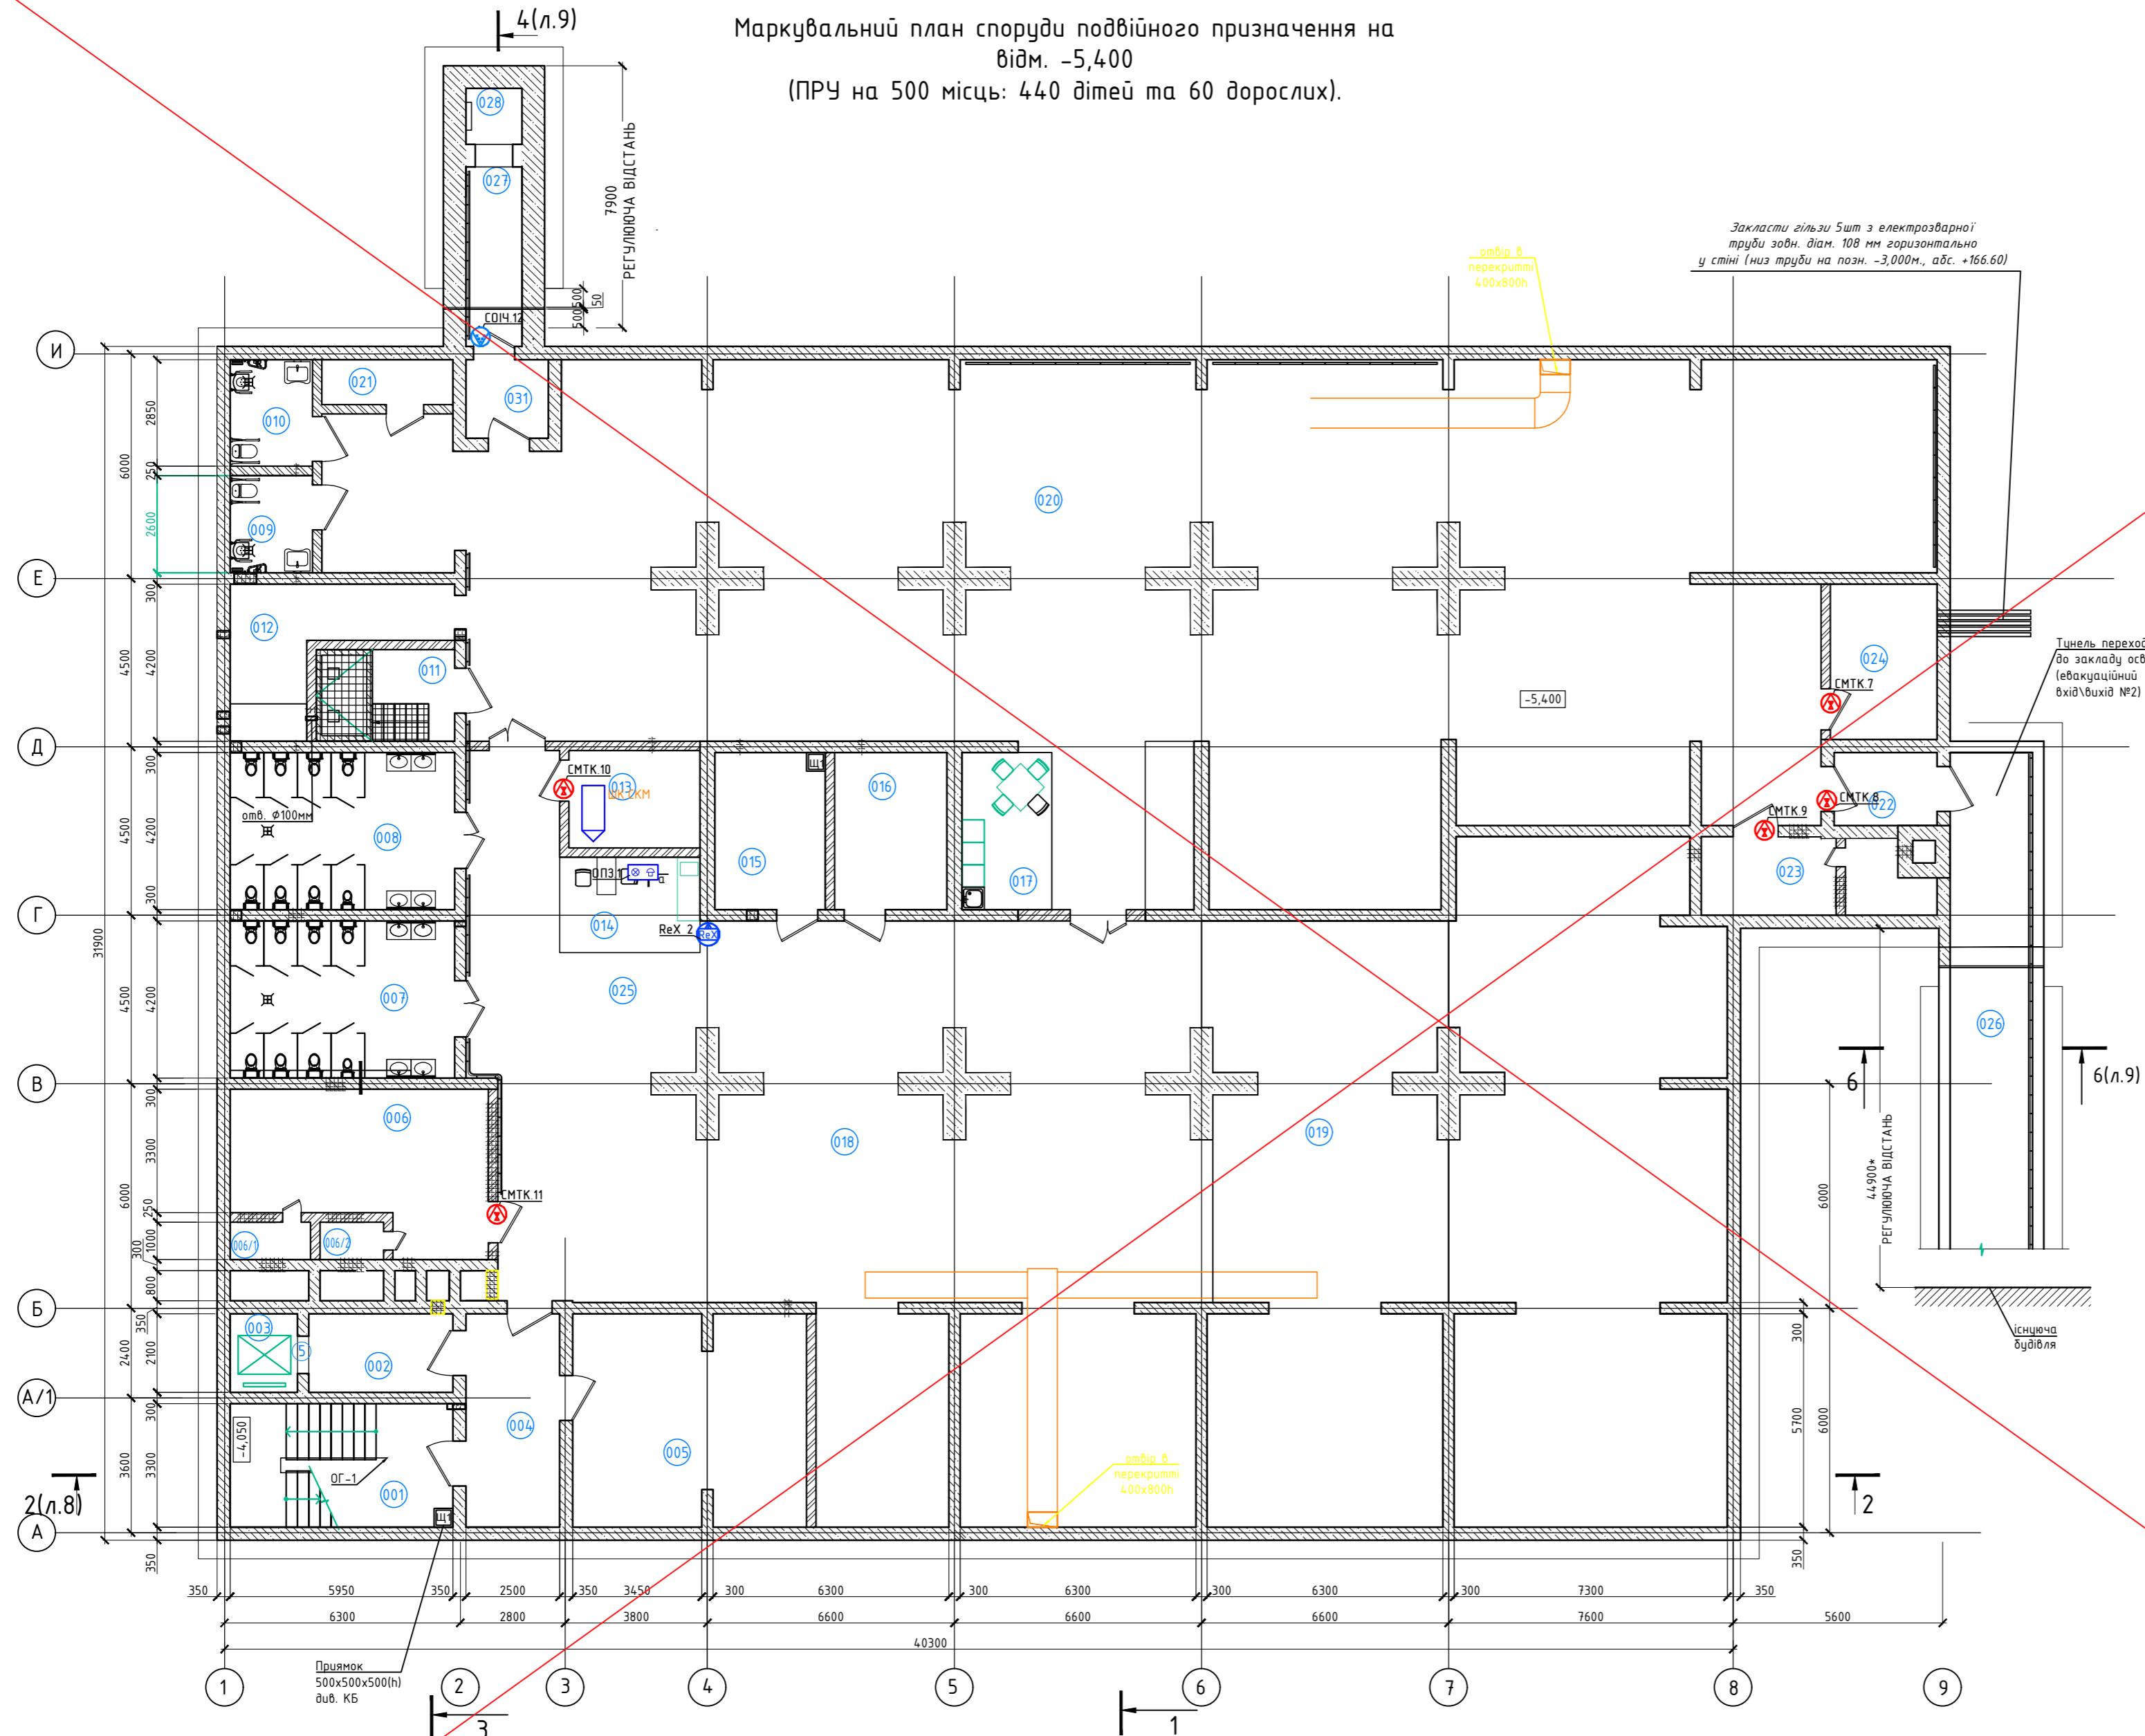 4(л.9)
Маркувальний план споруди подвійного призначення на
відм. -5,400
(ПРУ на 500 місць: 440 дітей та 60 дорослих).
028
027
7900
РЕГУЛЮЮЧА ВІДСТАНЬ
500
500
50
СОІЧ.12
отвір в
перекритті
400x800h
Закласти гільзи 5шт з електрозварної
труби зовн. діам. 108 мм горизонтально
у стіні (низ труби на позн. -3,000м., абс. +166.60)
И
021
031
010
2850
6000
250
2600
009
020
Е
300
012
011
4500
4200
024
СМТК.7
-5,400
Тунель переход
до закладу осв
(евакуаційний
вхід\вихід №2)
Д
300
СМТК.10
013
ШК СКМ
Щ1
016
СМТК.8
022
СМТК.9
отв. Ф100мм
008
4500
4200
015
017
023
ОПЗ.1
а
300
Г
014
ReX 2
ReX
31900
025
4500
4200
007
026
В
6
6(л.9)
300
006
018
019
3300
6000
44900*
РЕГУЛЮЮЧА ВІДСТАНЬ
6000
СМТК.11
250
006/1
006/2
300
1000
800
Б
350
003
5
002
2400
2100
300
існуюча
будівля
А/1
300
-4,050
004
005
3600
3300
5700
6000
ОГ-1
001
Щ1
отвір в
перекритті
400x800h
2(л.8)
2
А
350
350
350
5950
350
2500
350
3450
300
6300
300
6300
300
6300
300
7300
350
6300
2800
3800
6600
6600
6600
7600
5600
40300
Приямок
500x500x500(h)
див. КБ
1
2
3
4
5
6
7
8
9
3
1